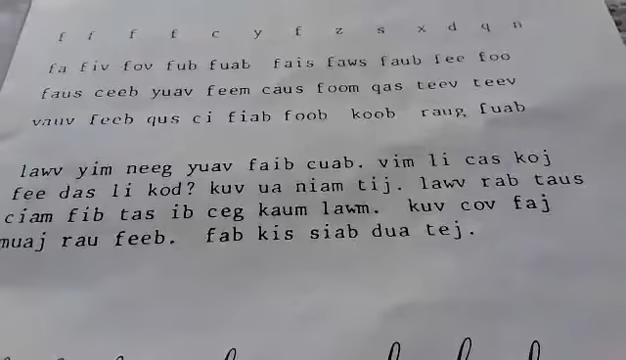 f f f f c y f z s x d q n
fa fiv fov fub fuab fais faws faub fee foo
faus ceeb yuav feem caus foom qas teev teev
vauv feeb qus ci fiab foob koob raug, fuab
lawv yim neeg yuav faib cuab. vim li cas koj
fee das li kod? kuv ua niam tij. lawv rab taus
ciam fib tas ib ceg kaum lawm. kuv cov faj
muaj rau feeb. fab kis siab dua tej.